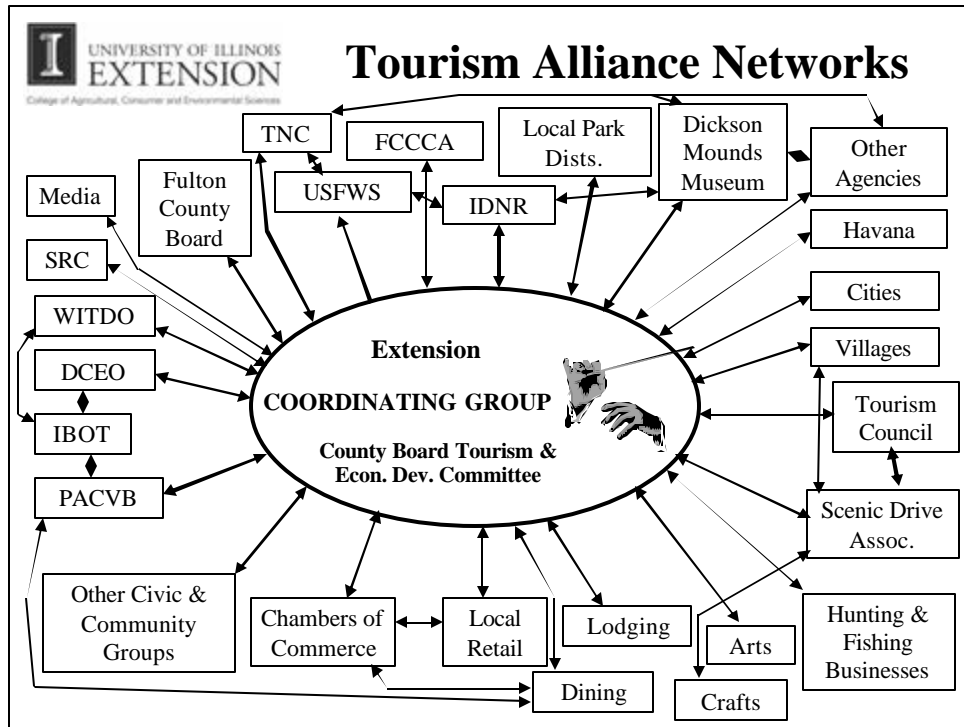 I
UNIVERSITY OF ILLINOIS
EXTENSION
College of Agricultural, Consumer and Environmental Sciences
Tourism Alliance Networks
TNC
FCCCA
Local Park
Dists.
Dickson
Mounds
Museum
Other
Agencies
Fulton
County
Board
USFWS
IDNR
Media
Havana
SRC
Cities
WITDO
Villages
DCEO
Tourism
Council
IBOT
PACVB
Scenic Drive
Assoc.
Extension
COORDINATING GROUP
County Board Tourism &
Econ. Dev. Committee
Other Civic &
Community
Groups
Chambers of
Commerce
Local
Retail
Lodging
Dining
Arts
Crafts
Hunting &
Fishing
Businesses